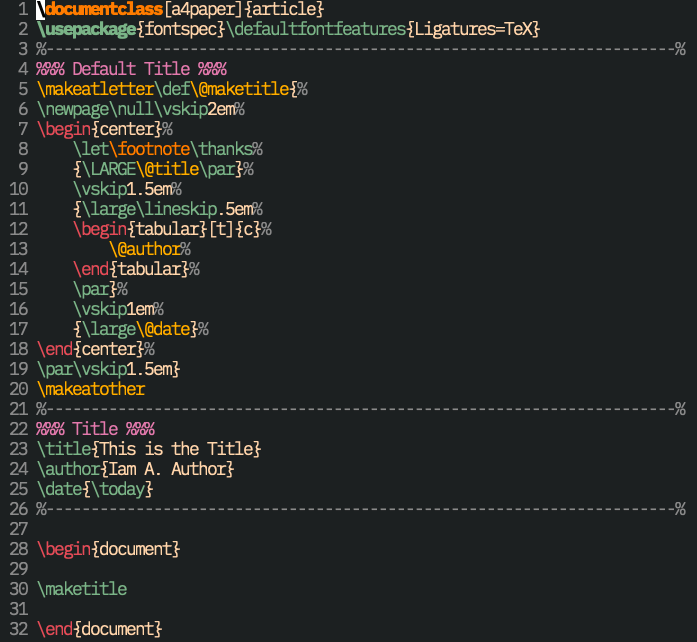 1 \documentclass[a4paper]{article}
2 \usepackage{fontspec}\defaultfontfeatures{Ligatures=TeX}
3 %----------------------------------------------------------------------%
4 %%% Default Title %%%
5 \makeatletter\def\@maketitle{%
6 \newpage\null\vskip2em%
7 \begin{center}%
8     \let\footnote\thanks%
9     {\LARGE\@title\par}%
10     \vskip1.5em%
11     {\large\lineskip.5em%
12     \begin{tabular}[t]{c}%
13         \@author%
14     \end{tabular}%
15     \par}%
16     \vskip1em%
17     {\large\@date}%
18 \end{center}%
19 \par\vskip1.5em}
20 \makeatother
21 %----------------------------------------------------------------------%
22 %%% Title %%%
23 \title{This is the Title}
24 \author{Iam A. Author}
25 \date{\today}
26 %----------------------------------------------------------------------%
27
28 \begin{document}
29
30 \maketitle
31
32 \end{document}